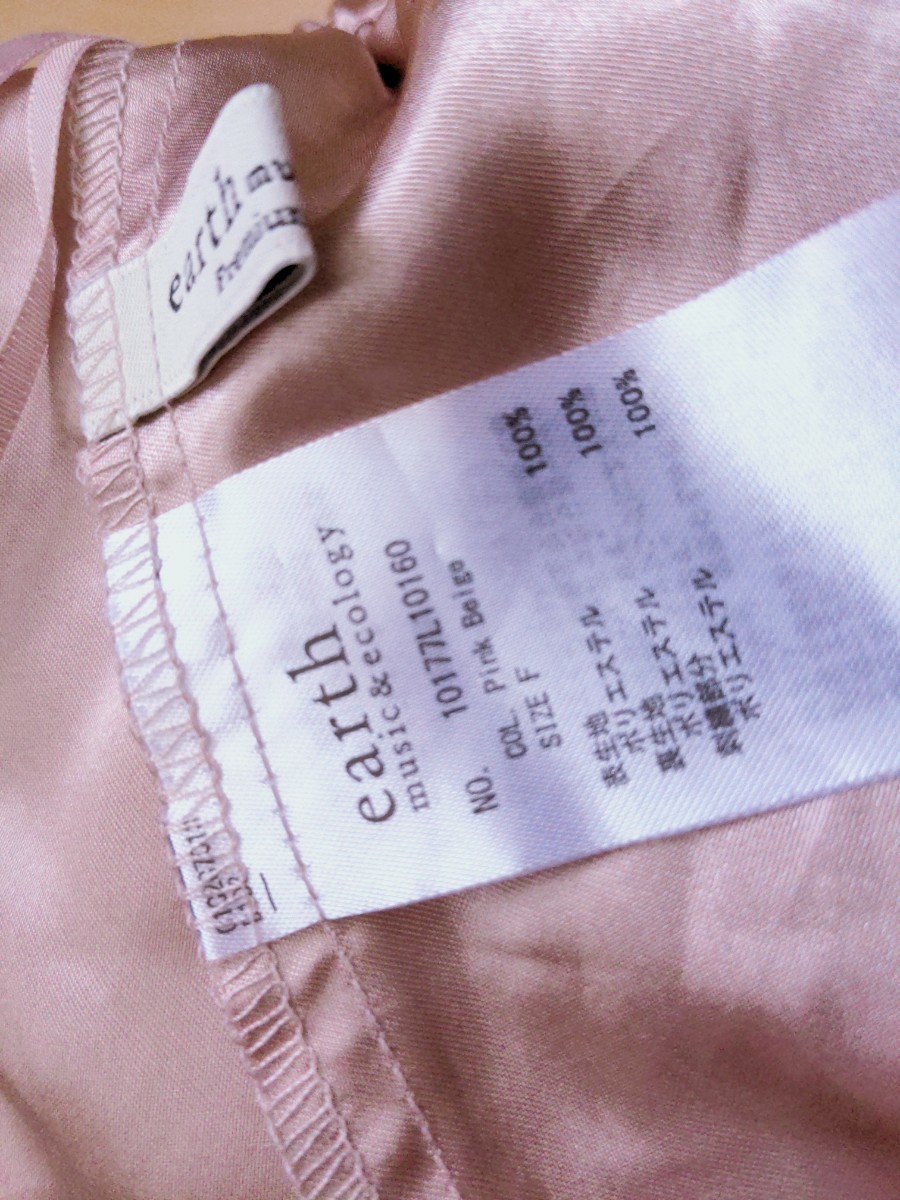 earth
Premium
earth
music&ecology
NO. 10177L10160
COL. Pink Beige
SIZE F
表生地
ポリエステル 100%
裏生地
ポリエステル 100%
刺繍部分
ポリエステル 100%